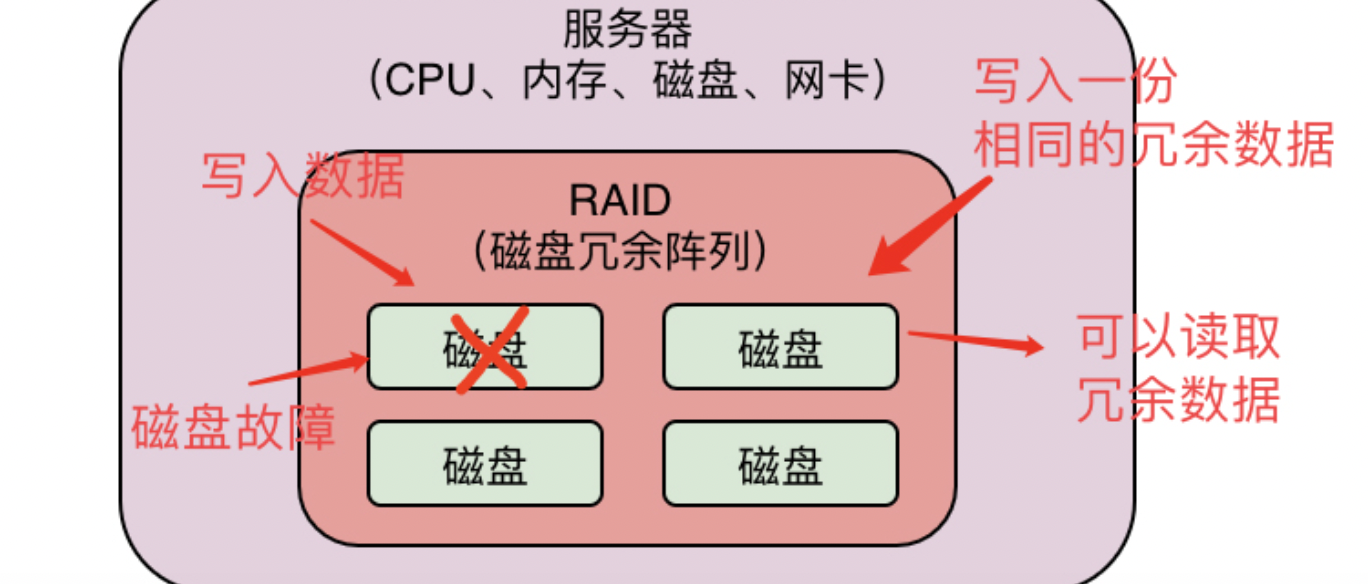 服务器
（CPU、内存、磁盘、网卡）
写入一份
相同的冗余数据
写入数据
RAID
（磁盘冗余阵列）
磁盘
磁盘
可以读取
冗余数据
磁盘故障
磁盘
磁盘